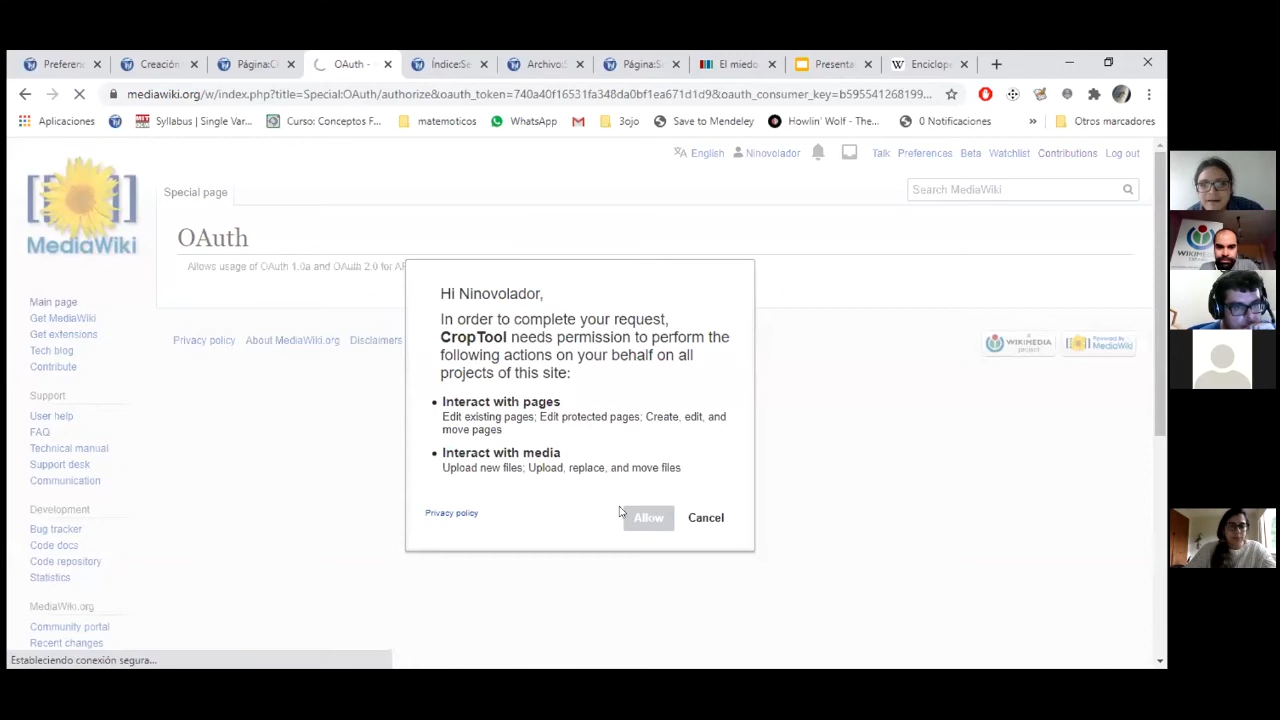 Preferenc
Creación
Página:C
OAuth -
Índice:Se
Archivo:S
Página:S
El miedo
Presenta
Enciclop
mediawiki.org/w/index.php?title=Special:OAuth/authorize&oauth_token=740a40f16531fa348da0bf1ea671d1d9&oauth_consumer_key=b595541268199...
Aplicaciones
Syllabus | Single Var...
Curso: Conceptos F...
matemoticos
WhatsApp
3ojo
Save to Mendeley
Howlin' Wolf - The...
0 Notificaciones
»
Otros marcadores
English
Ninovolador
Talk
Preferences
Beta
Watchlist
Contributions
Log out
Special page
Search MediaWiki
MediaWiki
OAuth
Allows usage of OAuth 1.0a and OAuth 2.0 for AP
Hi Ninovolador,
In order to complete your request,
CropTool needs permission to perform the
following actions on your behalf on all
projects of this site:
• Interact with pages
Edit existing pages; Edit protected pages; Create, edit, and
move pages
• Interact with media
Upload new files; Upload, replace, and move files
Privacy policy
Allow
Cancel
Main page
Get MediaWiki
Get extensions
Tech blog
Contribute
Support
User help
FAQ
Technical manual
Support desk
Communication
Development
Bug tracker
Code docs
Code repository
Statistics
MediaWiki.org
Community portal
Recent changes
Privacy policy
About MediaWiki.org
Disclaimers
WIKIMEDIA
project
Powered By
MediaWiki
Estableciendo conexión segura...
WIKIMEDIA